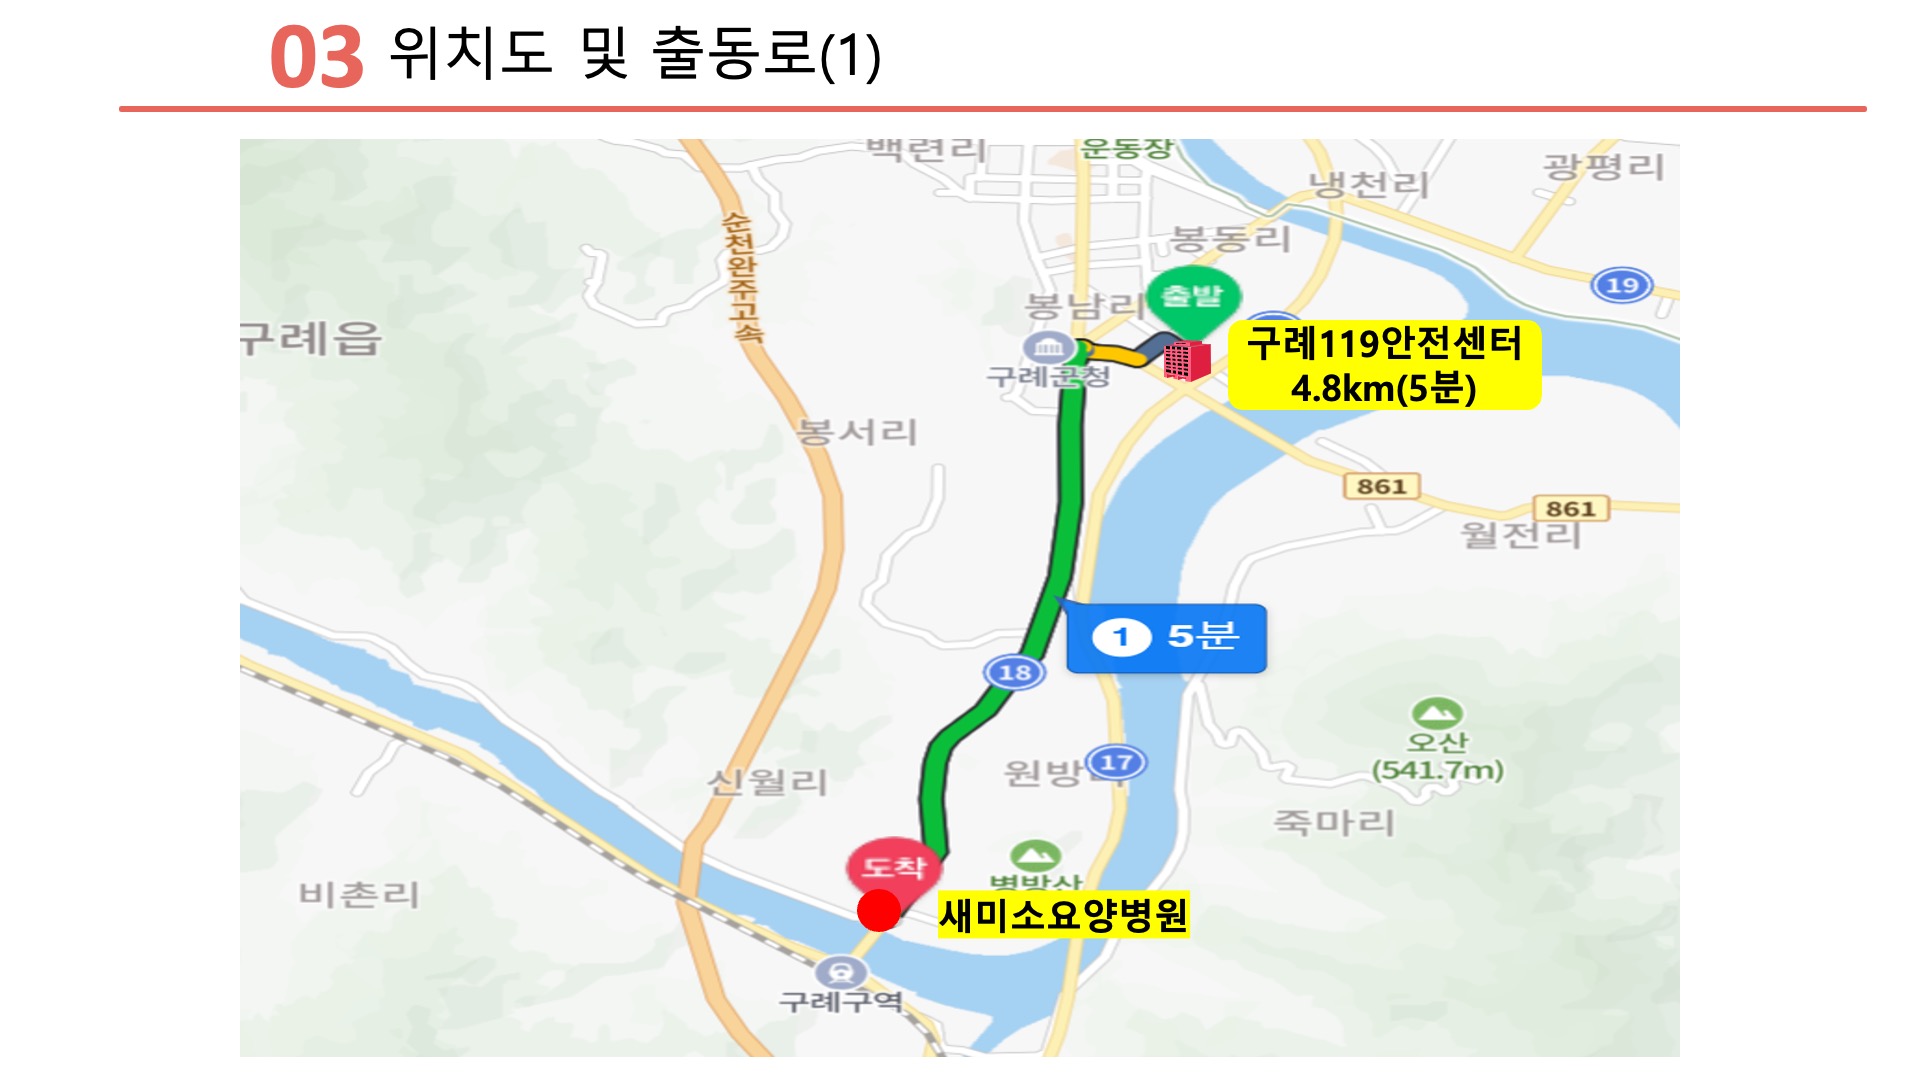 03 위치도 및 출동로(1)
백련리
운동장
광평리
냉천리
순천완주고속
봉동리
19
출발
봉남리
구례읍
구례119안전센터
4.8km(5분)
구례군청
봉서리
861
861
월전리
1 5분
18
오산
(541.7m)
17
신월리
죽마리
도착
비촌리
새미소요양병원
구례구역